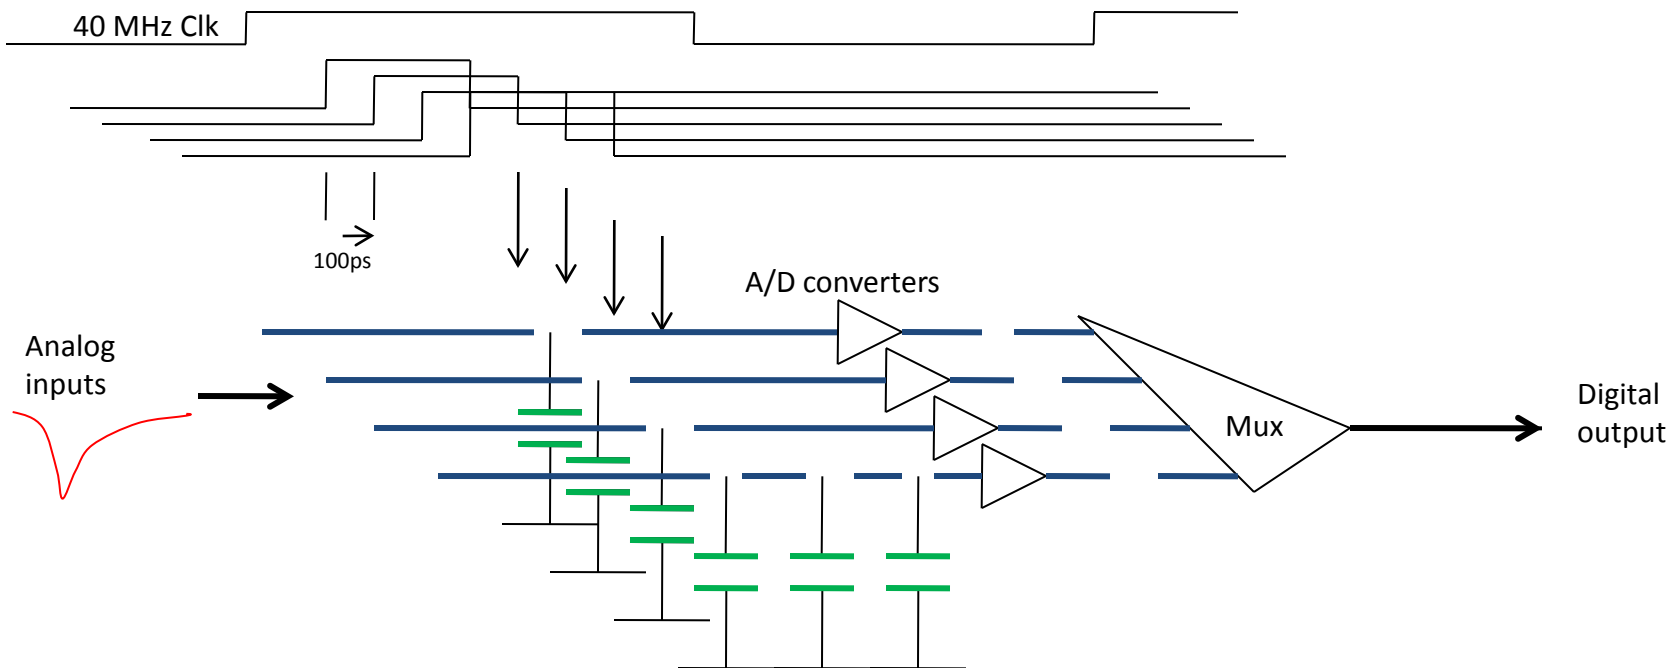 40 MHz Clk
100ps
A/D converters
Analog
inputs
Mux
Digital
output